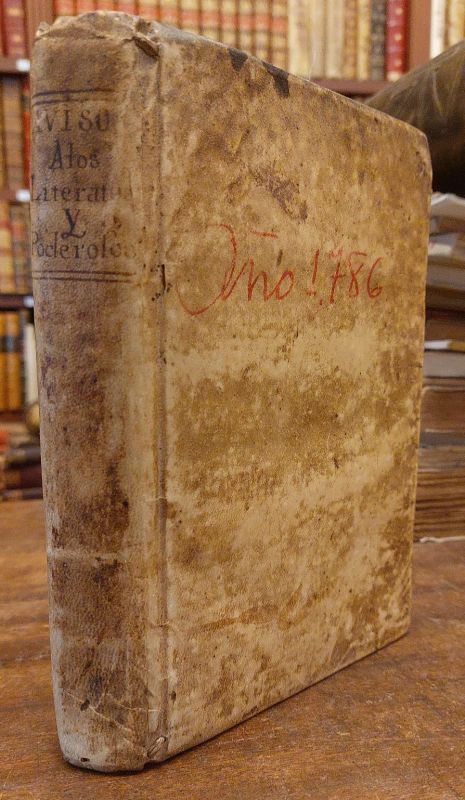 AVISO
Alos
Literatos
Y
Poderosos
Año 1786